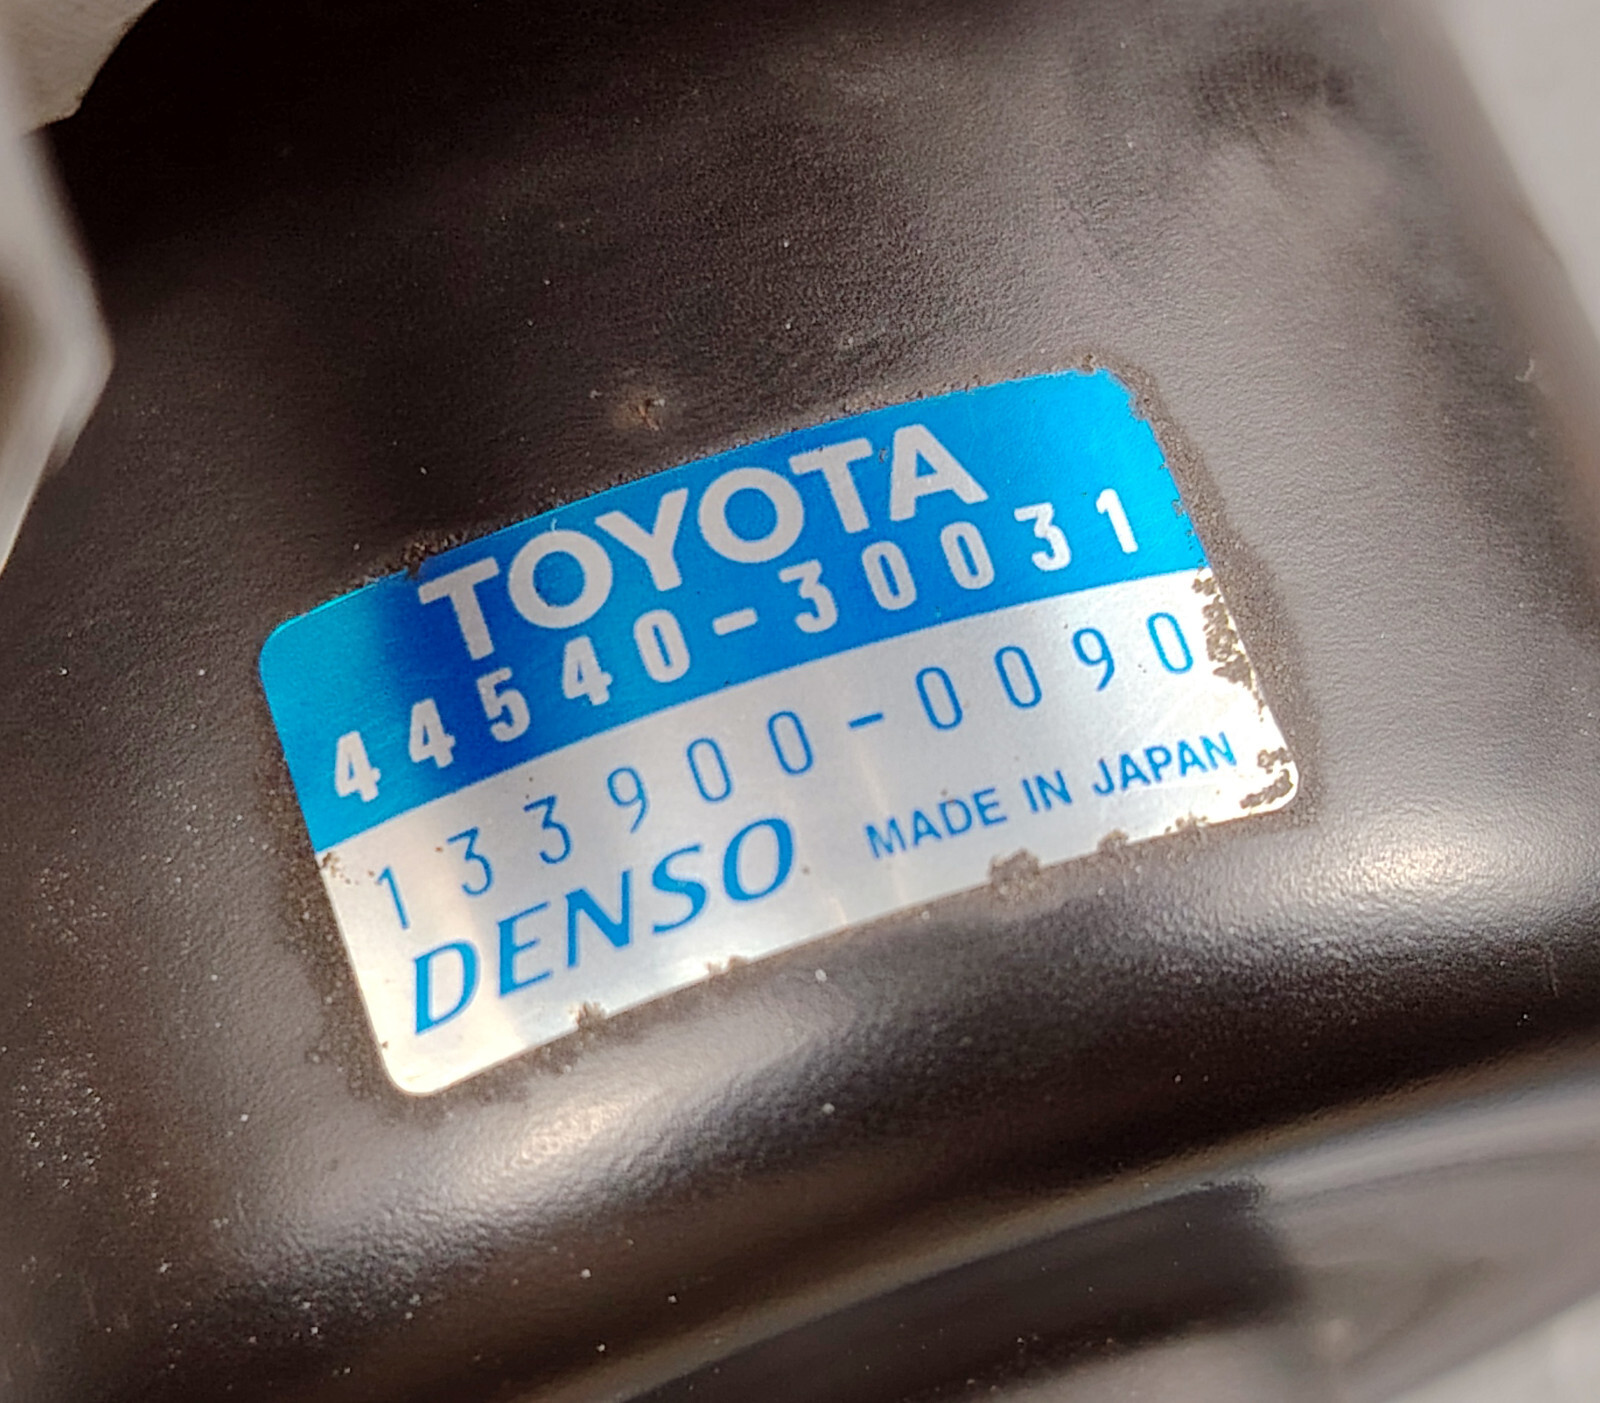 TOYOTA
44540-30031
133900-0090
DENSO MADE IN JAPAN